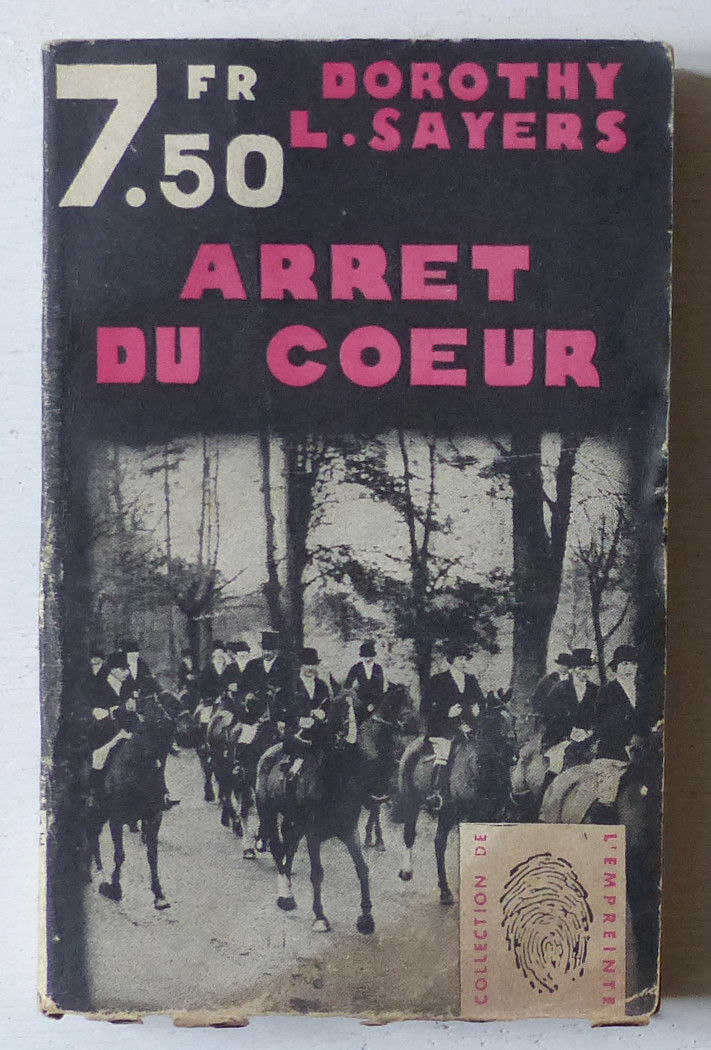 7.50 FR
DOROTHY
L. SAYERS
ARRET
DU COEUR
COLLECTION DE
L'EMPREINTE